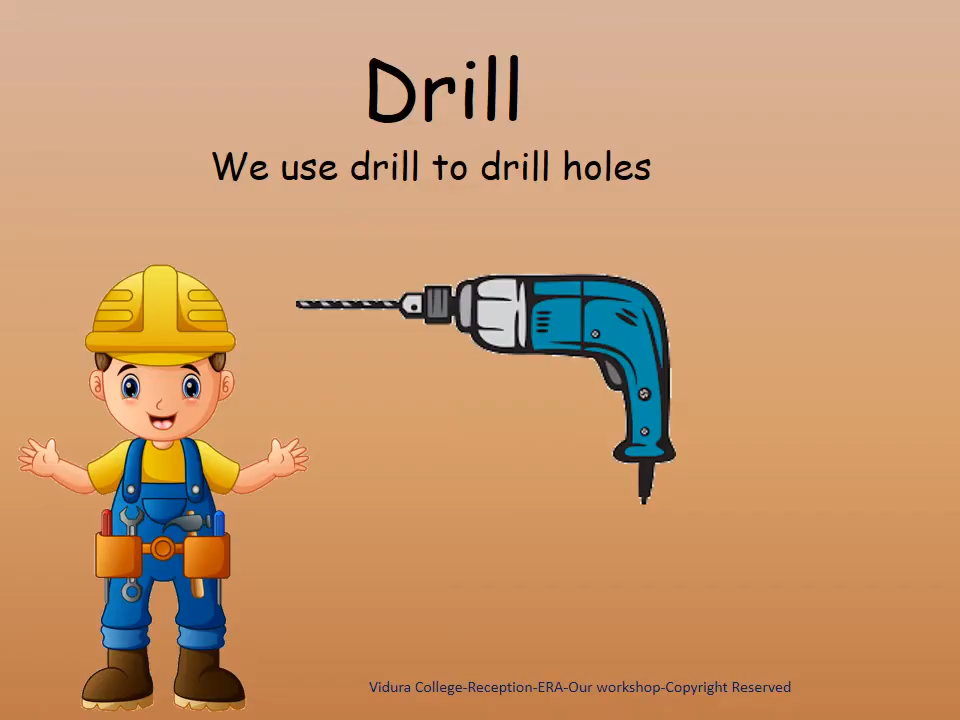 Drill
We use drill to drill holes
Vidura College-Reception-ERA-Our workshop-Copyright Reserved